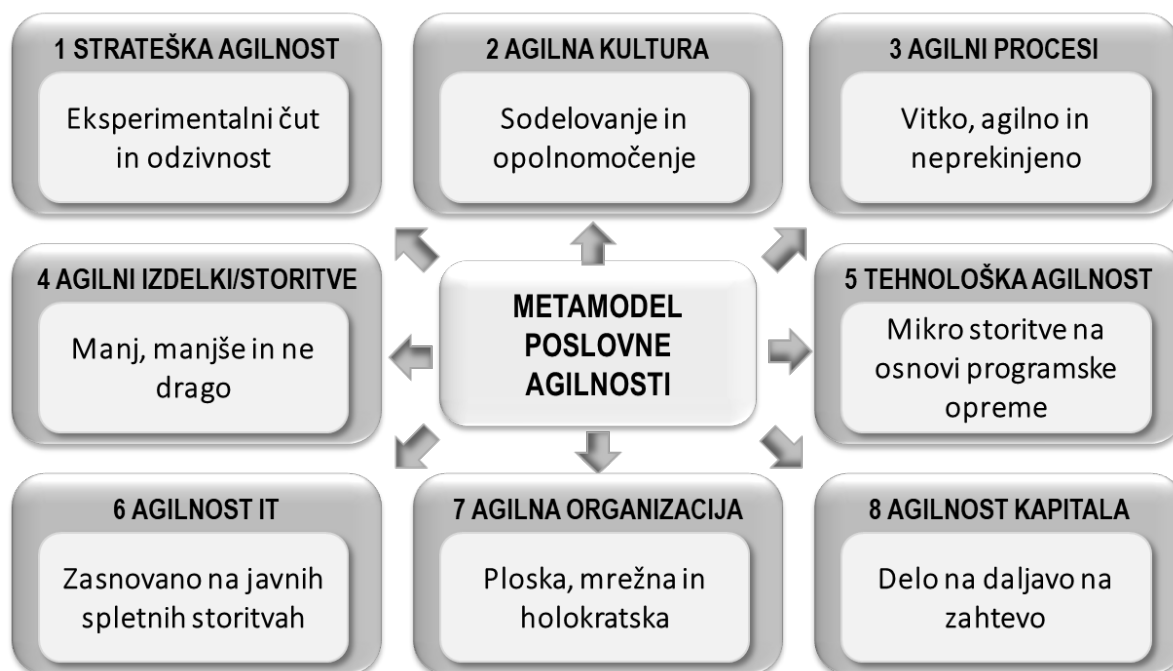 1 STRATEŠKA AGILNOST
Eksperimentalni čut
in odzivnost
2 AGILNA KULTURA
Sodelovanje in
opolnomočenje
3 AGILNI PROCESI
Vitko, agilno in
neprekinjeno
4 AGILNI IZDELKI/STORITVE
Manj, manjše in ne
drago
METAMODEL
POSLOVNE
AGILNOSTI
5 TEHNOLOŠKA AGILNOST
Mikro storitve na
osnovi programske
opreme
6 AGILNOST IT
Zasnovano na javnih
spletnih storitvah
7 AGILNA ORGANIZACIJA
Ploska, mrežna in
holokratska
8 AGILNOST KAPITALA
Delo na daljavo na
zahtevo